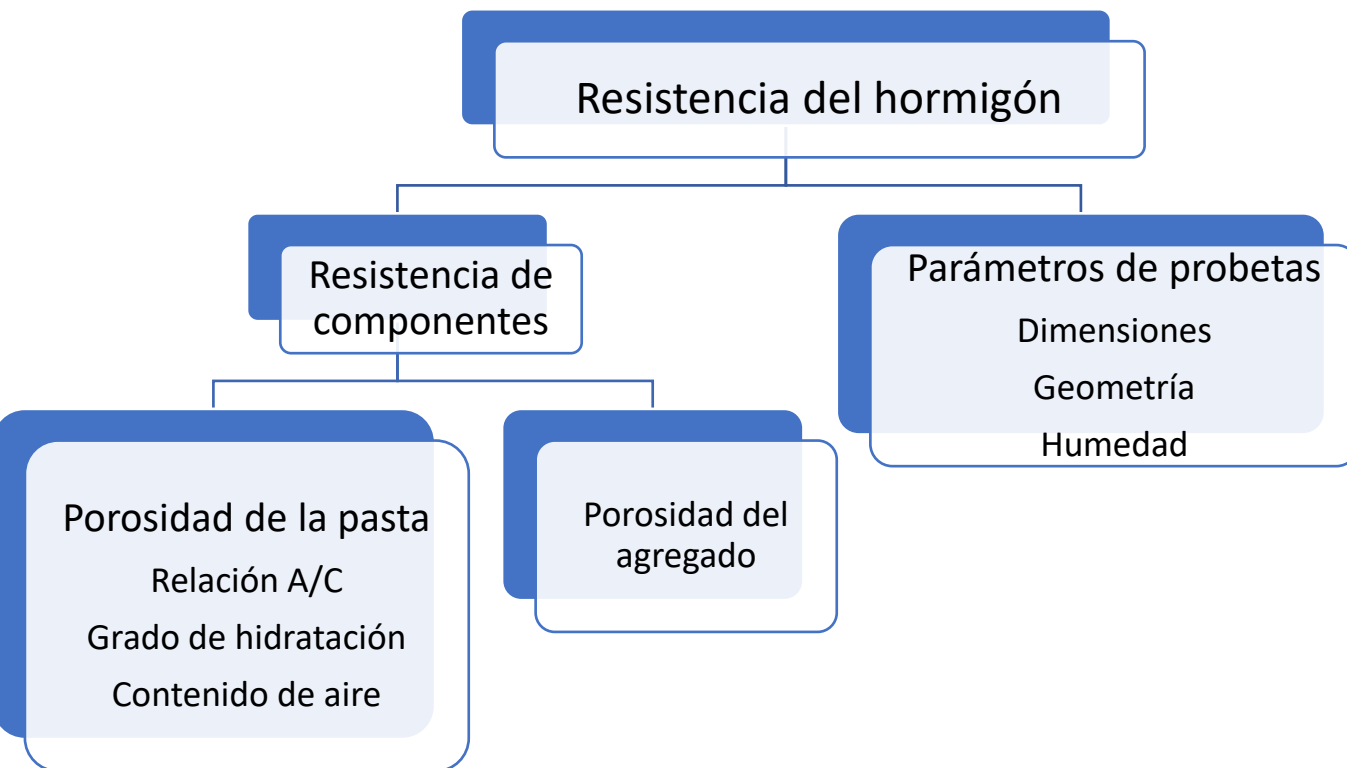 Resistencia del hormigón
Resistencia de
componentes
Parámetros de probetas
Dimensiones
Geometría
Humedad
Porosidad de la pasta
Relación A/C
Grado de hidratación
Contenido de aire
Porosidad del
agregado